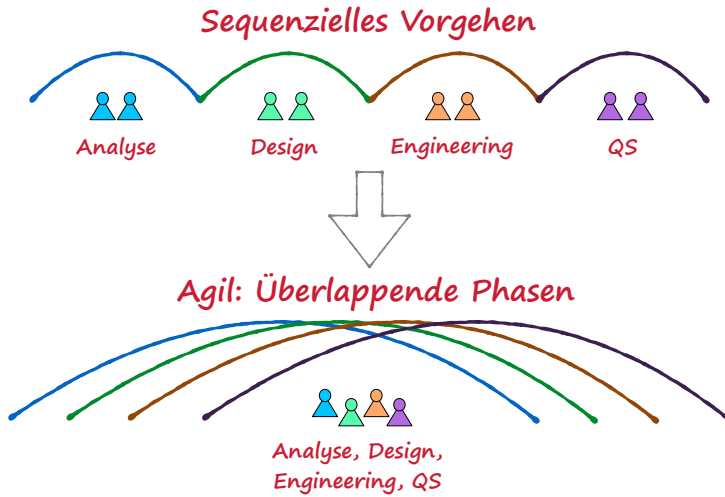 Sequenzielles Vorgehen
Analyse
Design
Engineering
QS
Agil: Überlappende Phasen
Analyse, Design,
Engineering, QS